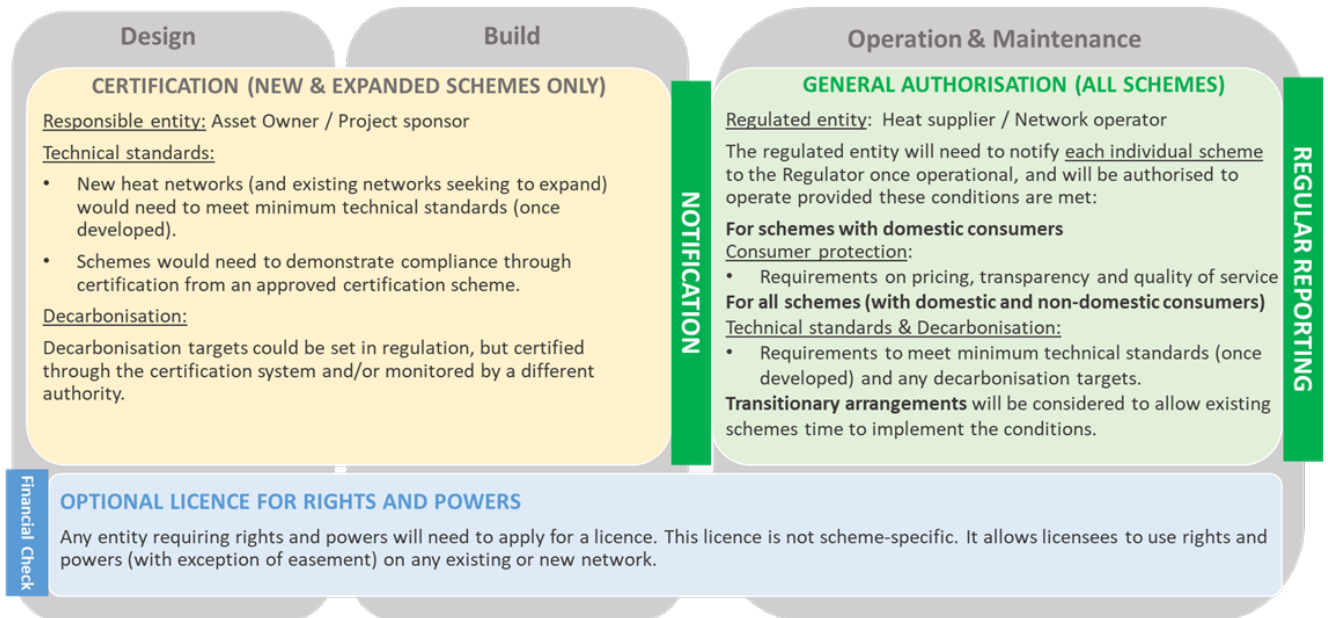 Design
Build
Operation & Maintenance
CERTIFICATION (NEW & EXPANDED SCHEMES ONLY)
Responsible entity: Asset Owner / Project sponsor
Technical standards:
• New heat networks (and existing networks seeking to expand)
would need to meet minimum technical standards (once
developed).
• Schemes would need to demonstrate compliance through
certification from an approved certification scheme.
Decarbonisation:
Decarbonisation targets could be set in regulation, but certified
through the certification system and/or monitored by a different
authority.
NOTIFICATION
GENERAL AUTHORISATION (ALL SCHEMES)
Regulated entity: Heat supplier / Network operator
The regulated entity will need to notify each individual scheme
to the Regulator once operational, and will be authorised to
operate provided these conditions are met:
For schemes with domestic consumers
Consumer protection:
• Requirements on pricing, transparency and quality of service
For all schemes (with domestic and non-domestic consumers)
Technical standards & Decarbonisation:
• Requirements to meet minimum technical standards (once
developed) and any decarbonisation targets.
Transitionary arrangements will be considered to allow existing
schemes time to implement the conditions.
REGULAR REPORTING
Financial Check
OPTIONAL LICENCE FOR RIGHTS AND POWERS
Any entity requiring rights and powers will need to apply for a licence. This licence is not scheme-specific. It allows licensees to use rights and
powers (with exception of easement) on any existing or new network.